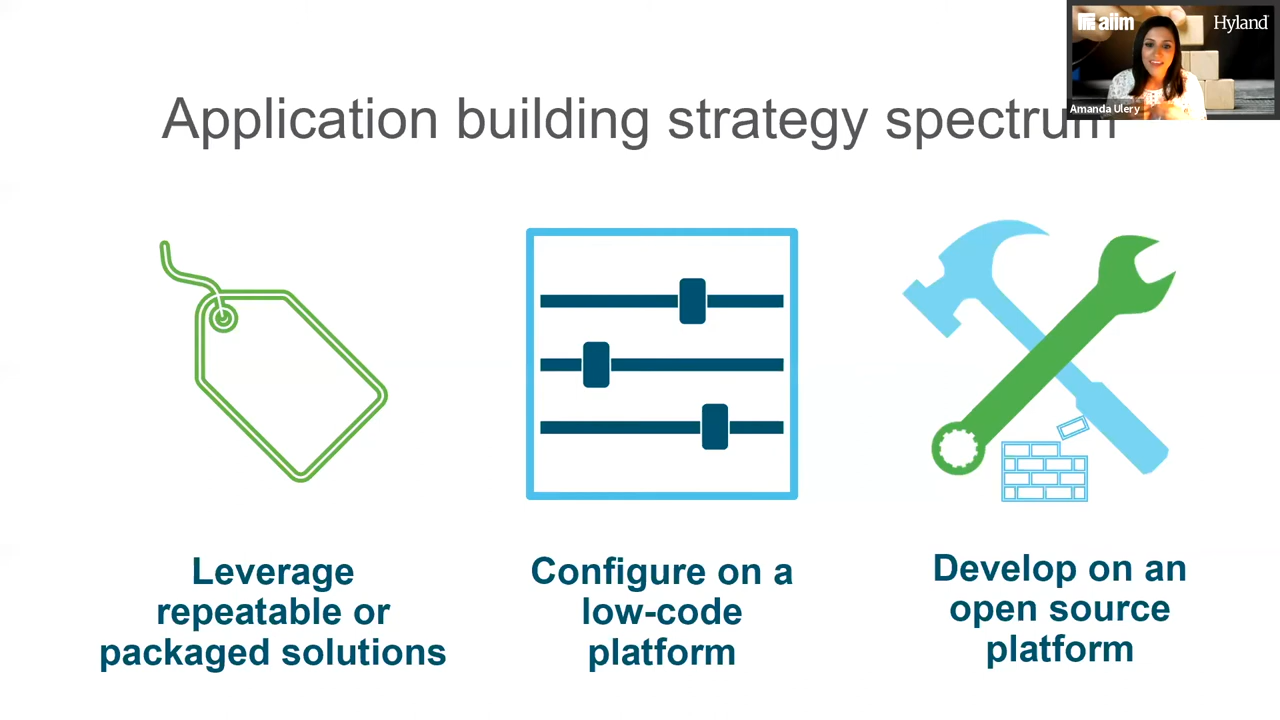 aiim
Hyland
Amanda Ulery
Application building strategy spectrum
Leverage
repeatable or
packaged solutions
Configure on a
low-code
platform
Develop on an
open source
platform